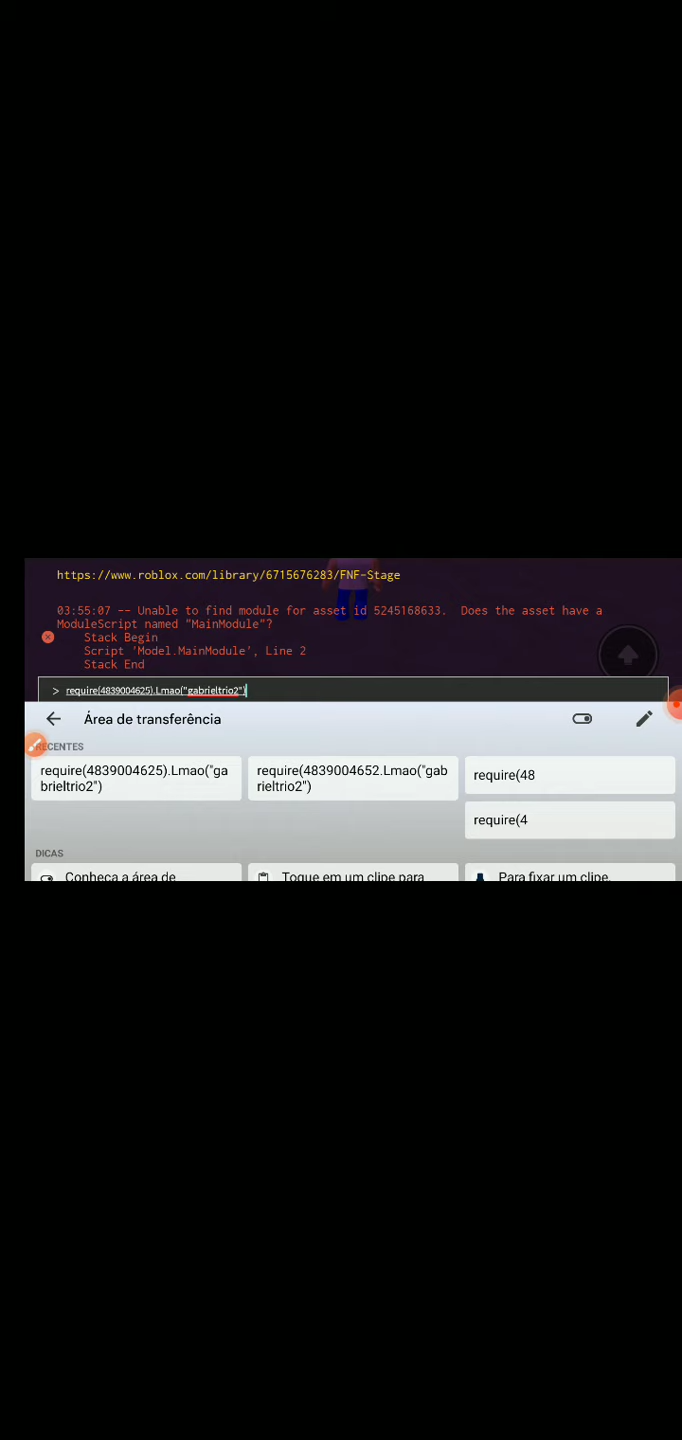 https://www.roblox.com/library/6715676283/FNF-Stage
03:55:07 -- Unable to find module for asset id 5245168633.  Does the asset have a
ModuleScript named "MainModule"?
Stack Begin
Script 'Model.MainModule', Line 2
Stack End
> require(4839004625).Lmao("gabrieltrio2")
Área de transferência
RECENTES
require(4839004625).Lmao("ga
brieltrio2")
require(4839004652.Lmao("gab
rieltrio2")
require(48
require(4
DICAS
Conheça a área de
Toque em um clipe para
Para fixar um clipe,